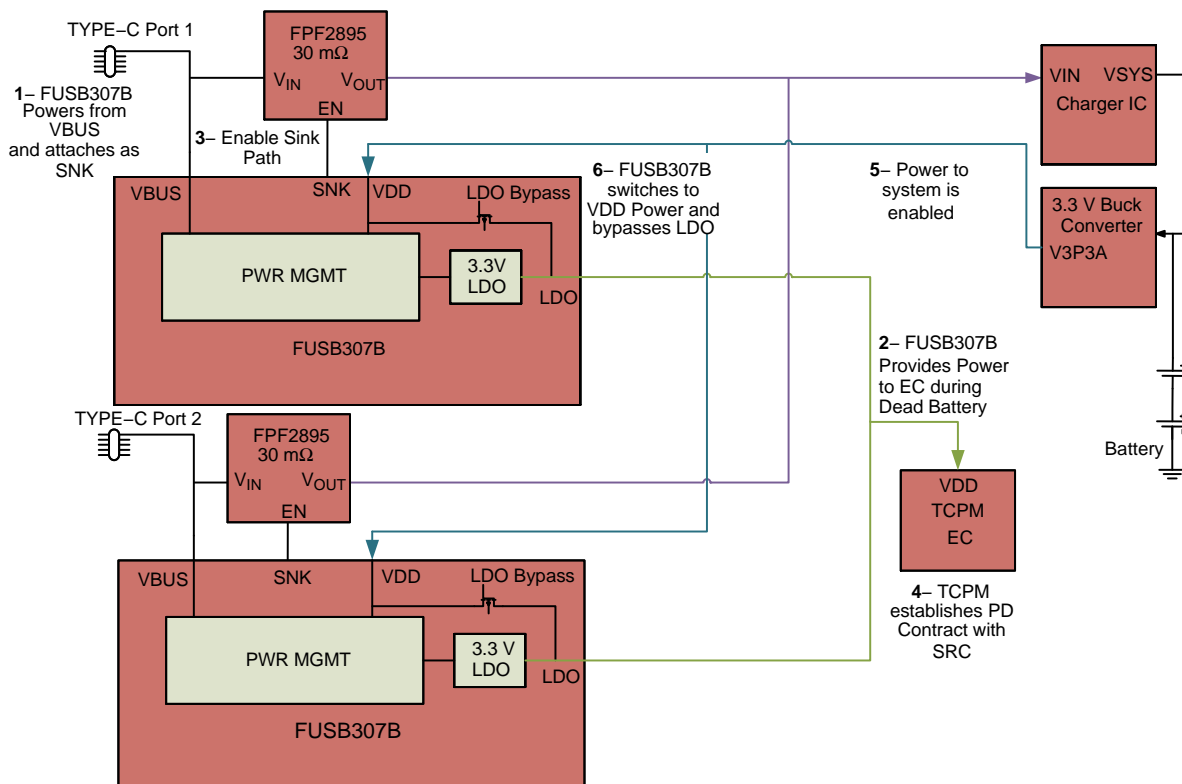 TYPE–C Port 1
1– FUSB307B
Powers from
VBUS
and attaches as
SNK
FPF2895
30 mΩ
VIN
VOUT
EN
3– Enable Sink
Path
VIN
VSYS
Charger IC
6– FUSB307B
switches to
VDD Power and
bypasses LDO
5– Power to
system is
enabled
3.3 V Buck
Converter
V3P3A
VBUS
SNK
VDD
LDO Bypass
PWR MGMT
3.3V
LDO
LDO
FUSB307B
2– FUSB307B
Provides Power
to EC during
Dead Battery
Battery
TYPE–C Port 2
FPF2895
30 mΩ
VIN
VOUT
EN
VDD
TCPM
EC
4– TCPM
establishes PD
Contract with
SRC
VBUS
SNK
VDD
LDO Bypass
PWR MGMT
3.3 V
LDO
LDO
FUSB307B